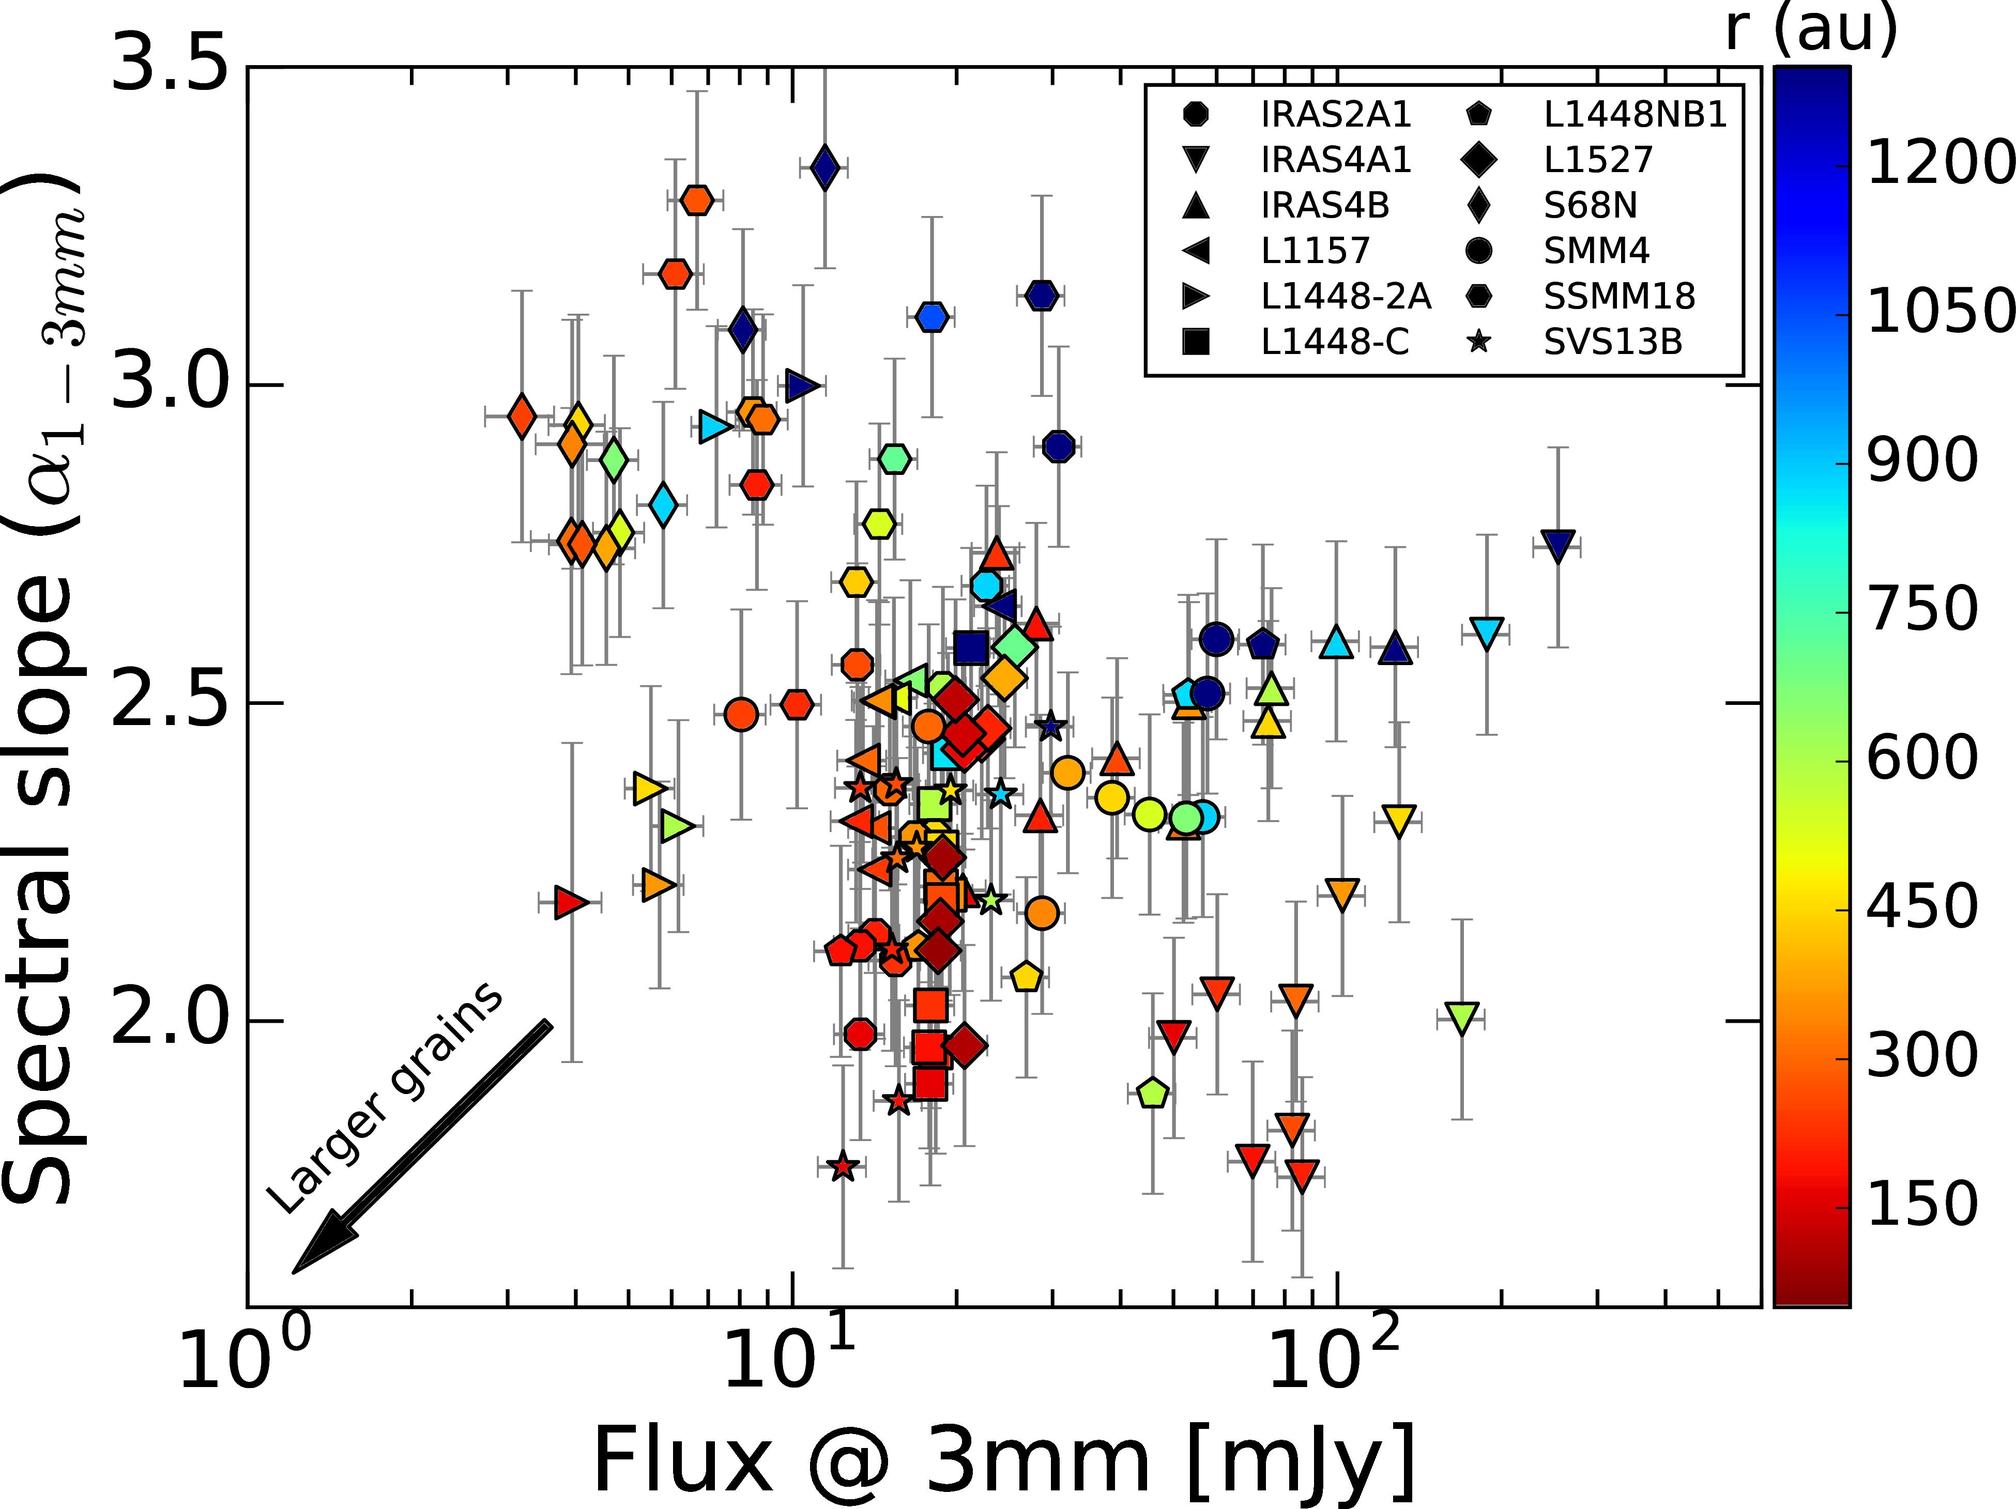 r (au)
3.5
3.0
2.5
2.0
Spectral slope (α1−3mm)
IRAS2A1
IRAS4A1
IRAS4B
L1157
L1448-2A
L1448-C
L1448NB1
L1527
S68N
SMM4
SSMM18
SVS13B
Larger grains
1200
1050
900
750
600
450
300
150
10^0
10^1
10^2
Flux @ 3mm [mJy]